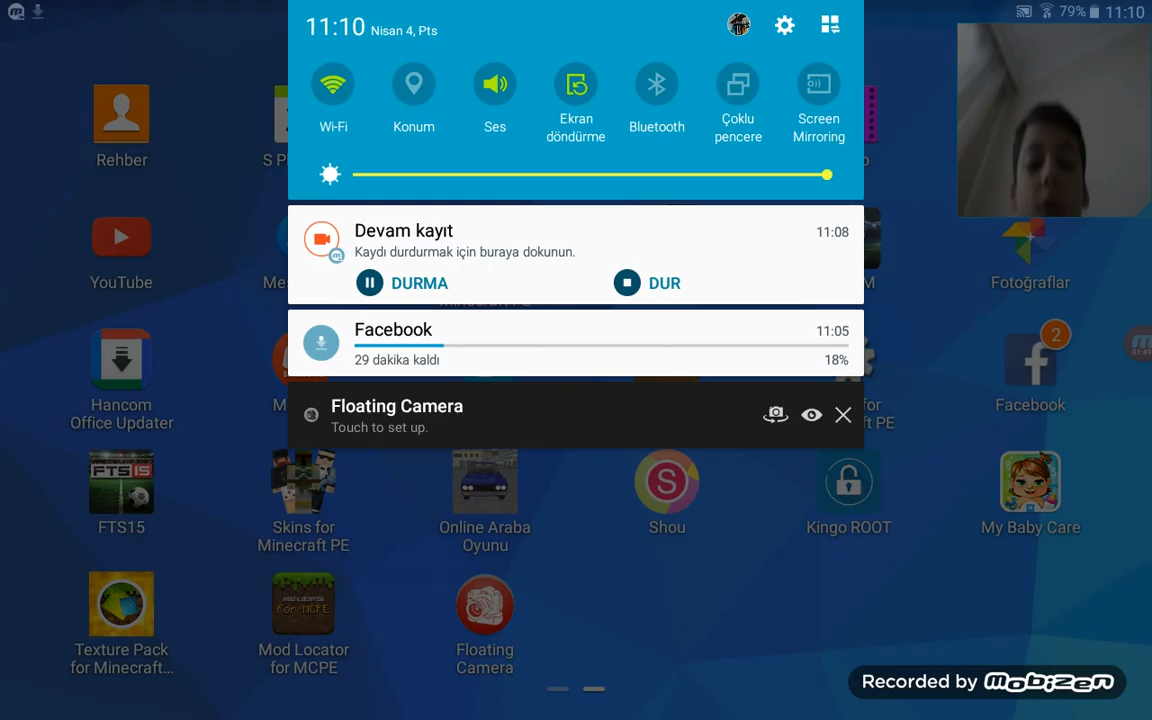 79% 11:10
11:10 Nisan 4, Pts
Wi-Fi
Konum
Ses
Ekran
döndürme
Bluetooth
Çoklu
pencere
Screen
Mirroring
Devam kayıt 11:08
Kaydı durdurmak için buraya dokunun.
DURMA DUR
Facebook 11:05
29 dakika kaldı 18%
Floating Camera
Touch to set up.
Rehber
YouTube
Fotoğraflar
Hancom
Office Updater
2
Facebook
FTS15
FTS15
Skins for
Minecraft PE
Online Araba
Oyunu
S
Shou
Kingo ROOT
My Baby Care
Texture Pack
for Minecraft...
Mod Locator
for MCPE
Floating
Camera
Recorded by mobizen